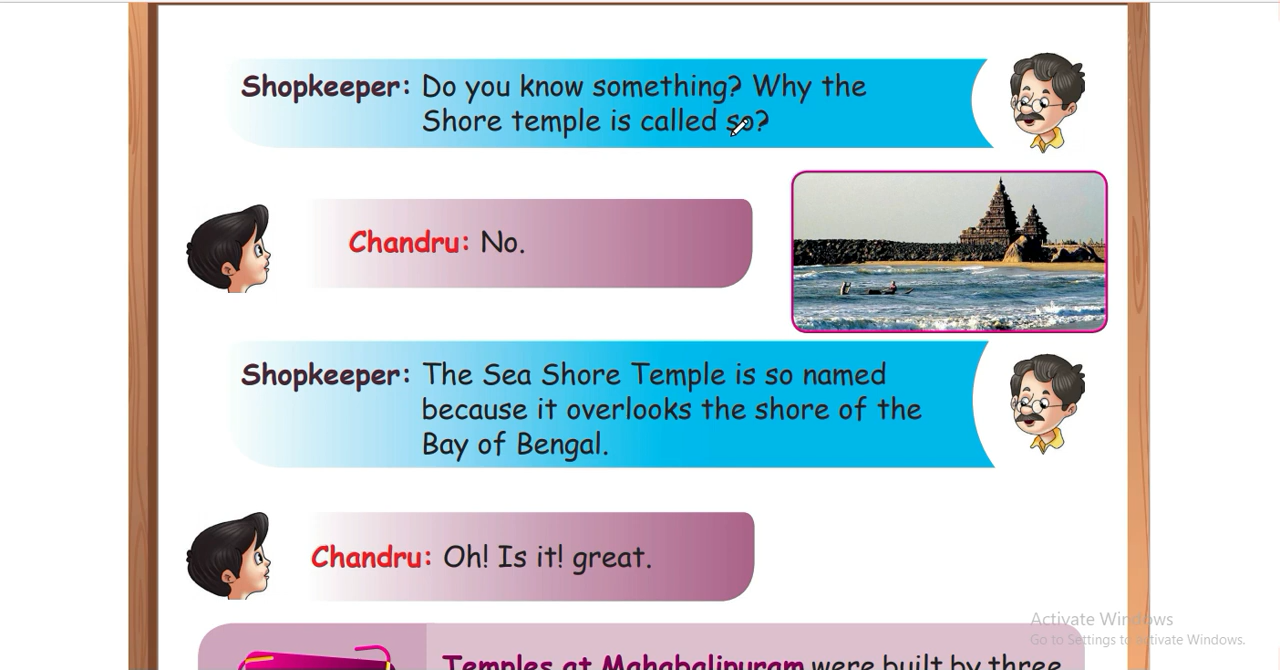 Shopkeeper: Do you know something? Why the
Shore temple is called so?
Chandru: No.
Shopkeeper: The Sea Shore Temple is so named
because it overlooks the shore of the
Bay of Bengal.
Chandru: Oh! Is it! great.
Activate Windows
Go to Settings to activate Windows.
Temples at Mahabalipuram were built by three